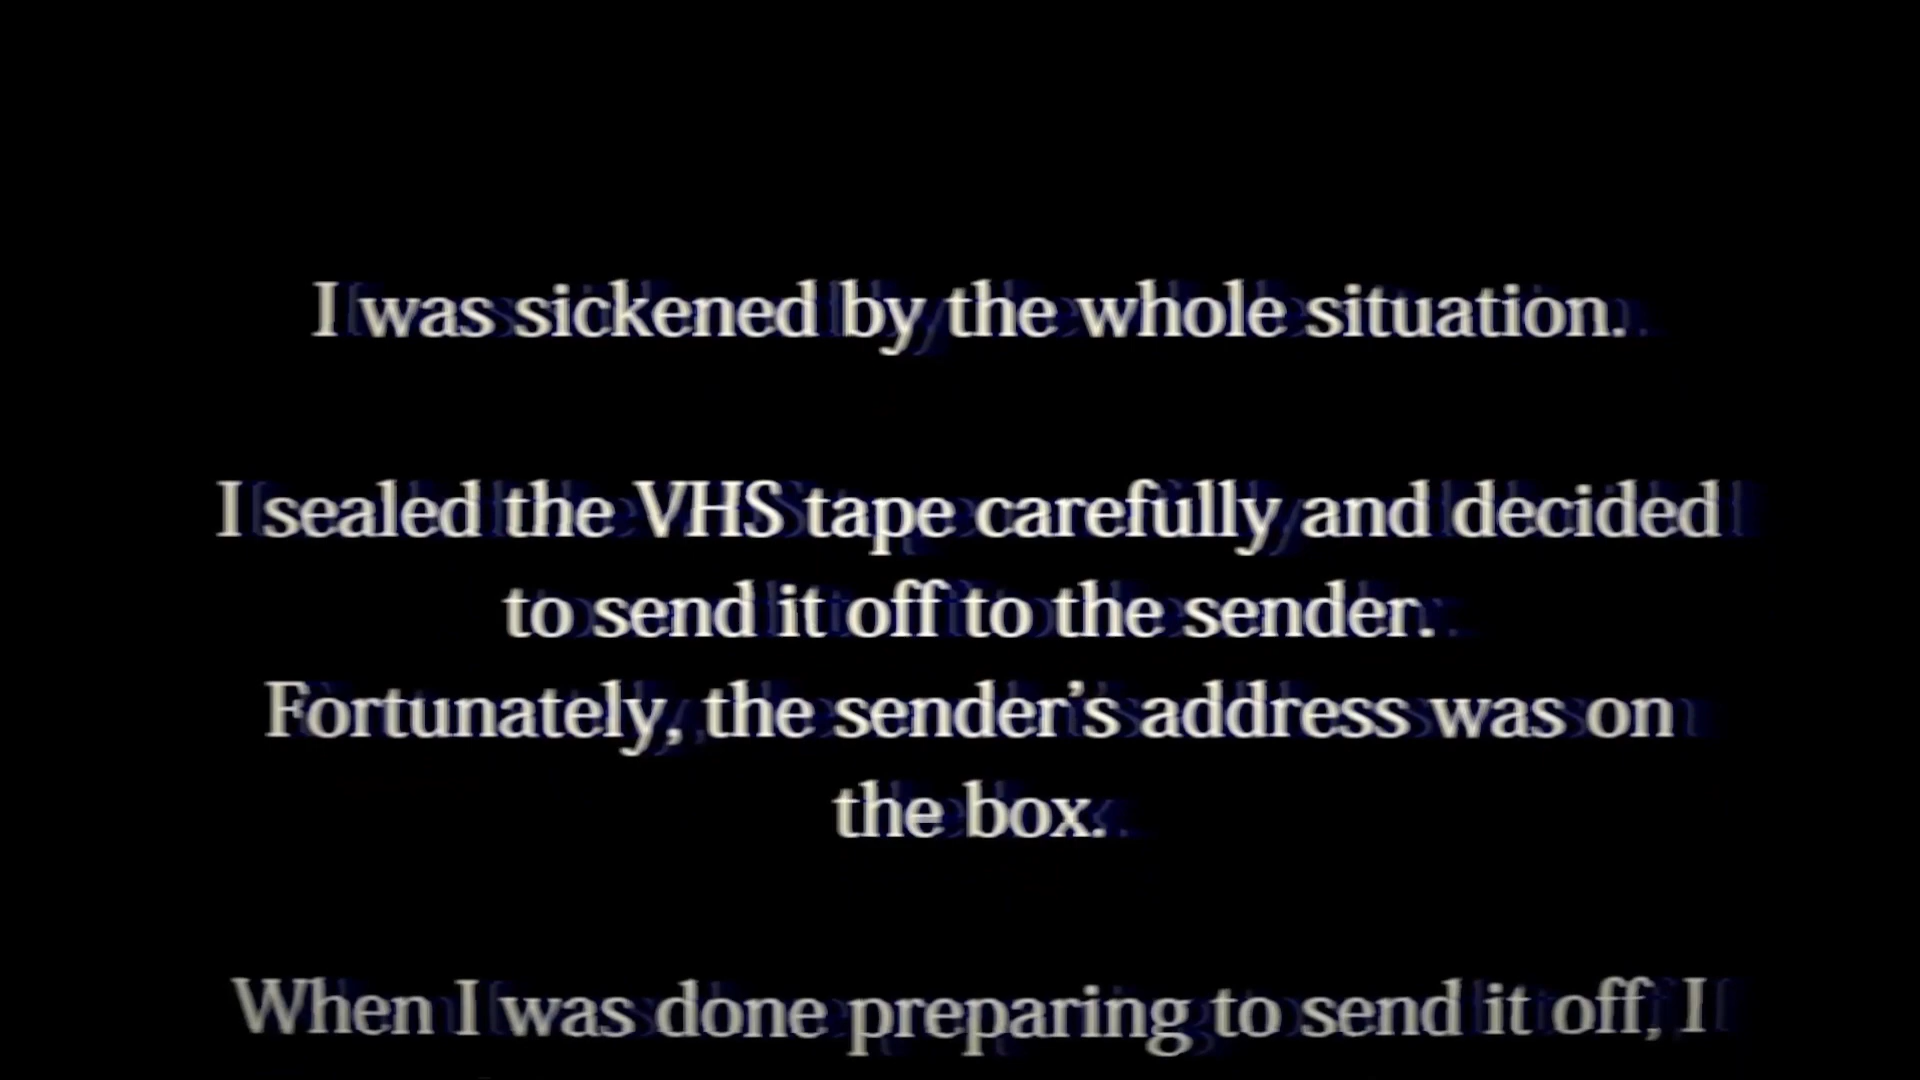 I was sickened by the whole situation.
I sealed the VHS tape carefully and decided
to send it off to the sender.
Fortunately, the sender’s address was on
the box.
When I was done preparing to send it off, I